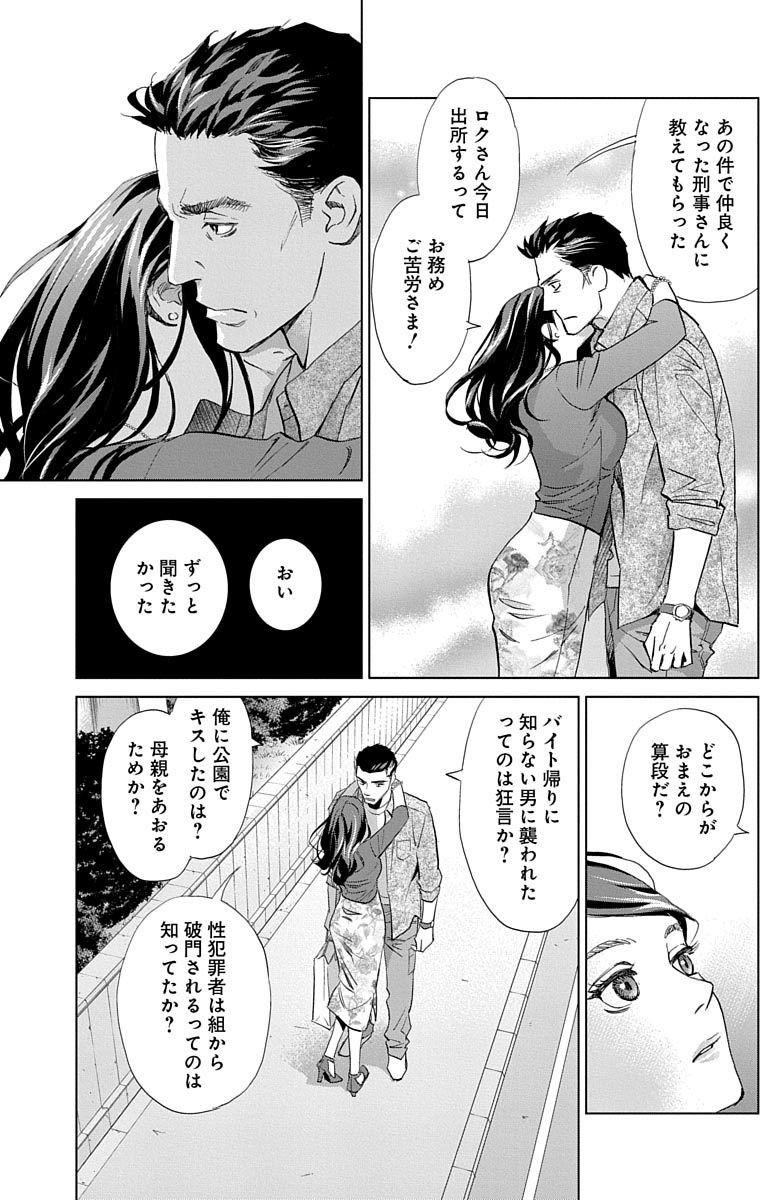 あの件で仲良く
なった刑事さんに
教えてもらった
ロクさん今日
出所するって
お務め
ご苦労さま！
おい
ずっと
聞きた
かった
どこからが
おまえの
算段だ？
バイト帰りに
知らない男に襲われた
ってのは狂言か？
俺に公園で
キスしたのは？
母親をあおる
ためか？
性犯罪者は組から
破門されるってのは
知ってたか？